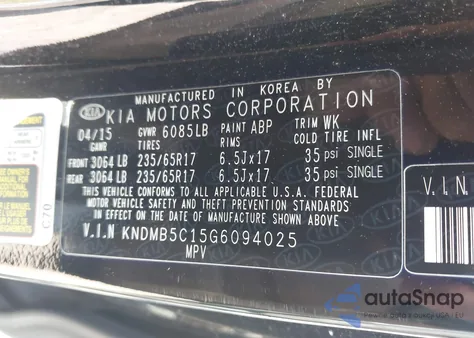 MANUFACTURED IN KOREA BY
KIA KIA MOTORS CORPORATION
04/15 GVWR 6085LB PAINT ABP TRIM WK
GAWR TIRES RIMS COLD TIRE INFL
FRONT 3064 LB 235/65R17 6.5Jx17 35 psi SINGLE
REAR 3064 LB 235/65R17 6.5Jx17 35 psi SINGLE
THIS VEHICLE CONFORMS TO ALL APPLICABLE U.S.A. FEDERAL
MOTOR VEHICLE SAFETY, BUMPER, AND THEFT
PREVENTION STANDARDS IN EFFECT ON THE DATE OF
MANUFACTURE SHOWN ABOVE.
V.I.N KNDMB5C15G6094025
MPV
C70
V.I.N
autoSnap